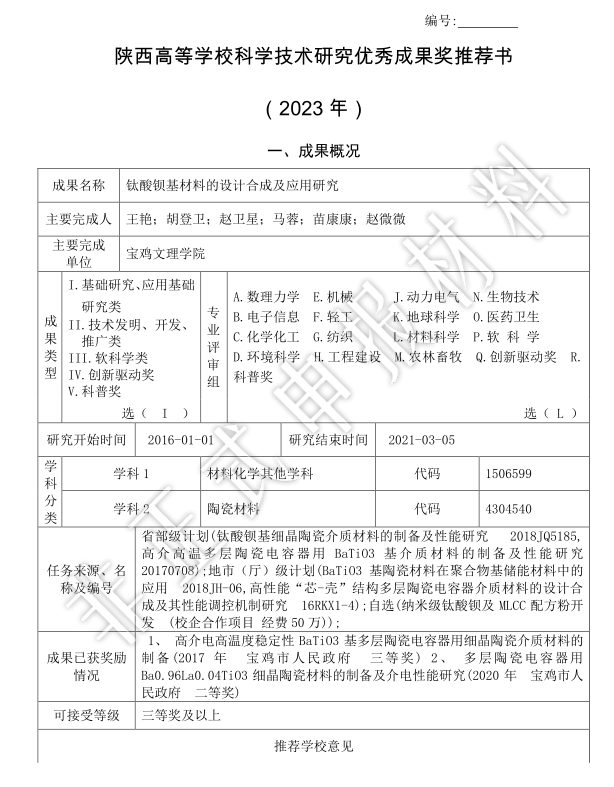 编号:________
陕西高等学校科学技术研究优秀成果奖推荐书
（2023 年）
一、成果概况
成果名称 钛酸钡基材料的设计合成及应用研究
主要完成人 王艳；胡登卫；赵卫星；马蓉；苗康康；赵微微
主要完成
单位
宝鸡文理学院
成果类型
I.基础研究、应用基础
研究类
II.技术发明、开发、
推广类
III.软科学类
IV.创新驱动奖
V.科普奖
选（ I ）
专业评审组
A.数理力学 E.机械 J.动力电气 N.生物技术
B.电子信息 F.轻工 K.地球科学 O.医药卫生
C.化学化工 G.纺织 L.材料科学 P.软 科 学
D.环境科学 H.工程建设 M.农林畜牧 Q.创新驱动奖 R.
科普奖
选（ L ）
研究开始时间 2016-01-01 研究结束时间 2021-03-05
学科分类
学科 1 材料化学其他学科 代码 1506599
学科 2 陶瓷材料 代码 4304540
任务来源、名
称及编号
省部级计划(钛酸钡基细晶陶瓷介质材料的制备及性能研究 2018JQ5185,
高介高温多层陶瓷电容器用 BaTiO3 基介质材料的制备及性能研究
20170708);地市（厅）级计划(BaTiO3 基陶瓷材料在聚合物基储能材料中的
应用 2018JH-06,高性能“芯-壳”结构多层陶瓷电容器介质材料的设计合
成及其性能调控机制研究 16RKX1-4);自选(纳米级钛酸钡及 MLCC 配方粉开
发 (校企合作项目 经费 50 万));
成果已获奖励
情况
1、 高介电高温度稳定性 BaTiO3 基多层陶瓷电容器用细晶陶瓷介质材料的
制备(2017 年 宝鸡市人民政府 三等奖) 2、 多层陶瓷电容器用
Ba0.96La0.04TiO3 细晶陶瓷材料的制备及介电性能研究(2020 年 宝鸡市人
民政府 二等奖)
可接受等级 三等奖及以上
推荐学校意见
非正式申报材料